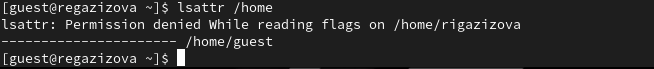 [guest@regazizova ~]$ lsattr /home
lsattr: Permission denied While reading flags on /home/rigazizova
---------------------- /home/guest
[guest@regazizova ~]$